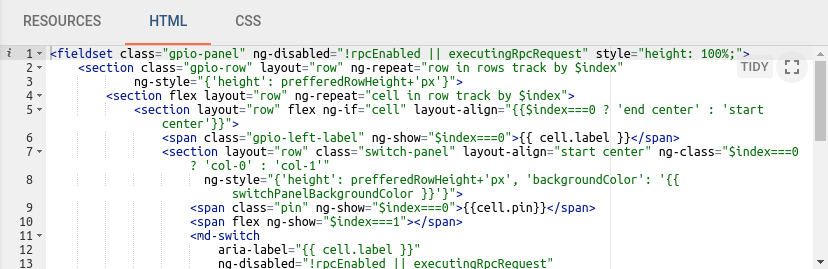 RESOURCES HTML CSS
i 1 <fieldset class="gpio-panel" ng-disabled="!rpcEnabled || executingRpcRequest" style="height: 100%;">
2 <section class="gpio-row" layout="row" ng-repeat="row in rows track by $index"
TIDY
3 ng-style="{'height': prefferedRowHeight+'px'}">
4 <section flex layout="row" ng-repeat="cell in row track by $index">
5 <section layout="row" flex ng-if="cell" layout-align="{{$index===0 ? 'end center' : 'start
center'}}">
6 <span class="gpio-left-label" ng-show="$index===0">{{ cell.label }}</span>
7 <section layout="row" class="switch-panel" layout-align="start center" ng-class="$index===0
? 'col-0' : 'col-1'"
8 ng-style="{'height': prefferedRowHeight+'px', 'backgroundColor': '{{
switchPanelBackgroundColor }}'}">
9 <span class="pin" ng-show="$index===0">{{cell.pin}}</span>
10 <span flex ng-show="$index===1"></span>
11 <md-switch
12 aria-label="{{ cell.label }}"
13 ng-disabled="!rpcEnabled || executingRpcRequest"